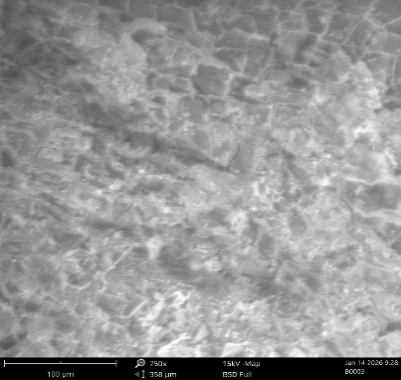 750x 15kV -Map Jan 14 2026 9:28
100 µm 358 µm BSD Full B0003